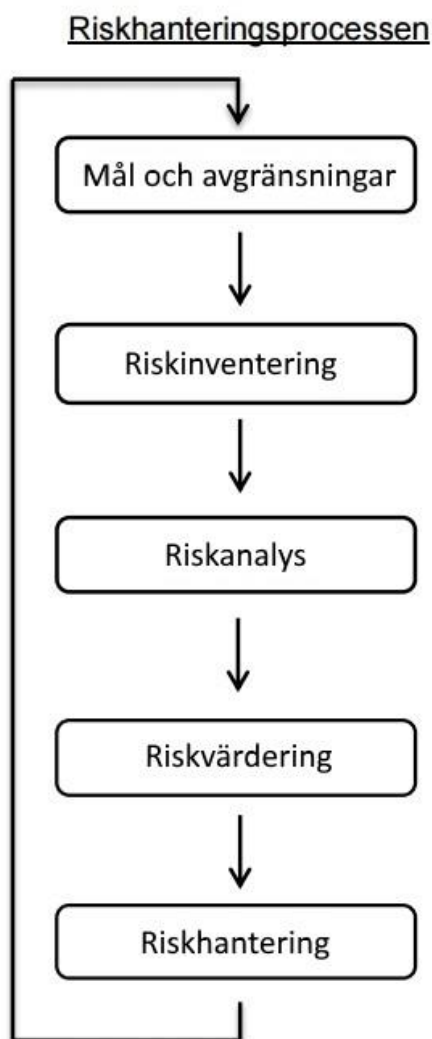 Riskhanteringsprocessen
Mål och avgränsningar
Riskinventering
Riskanalys
Riskvärdering
Riskhantering